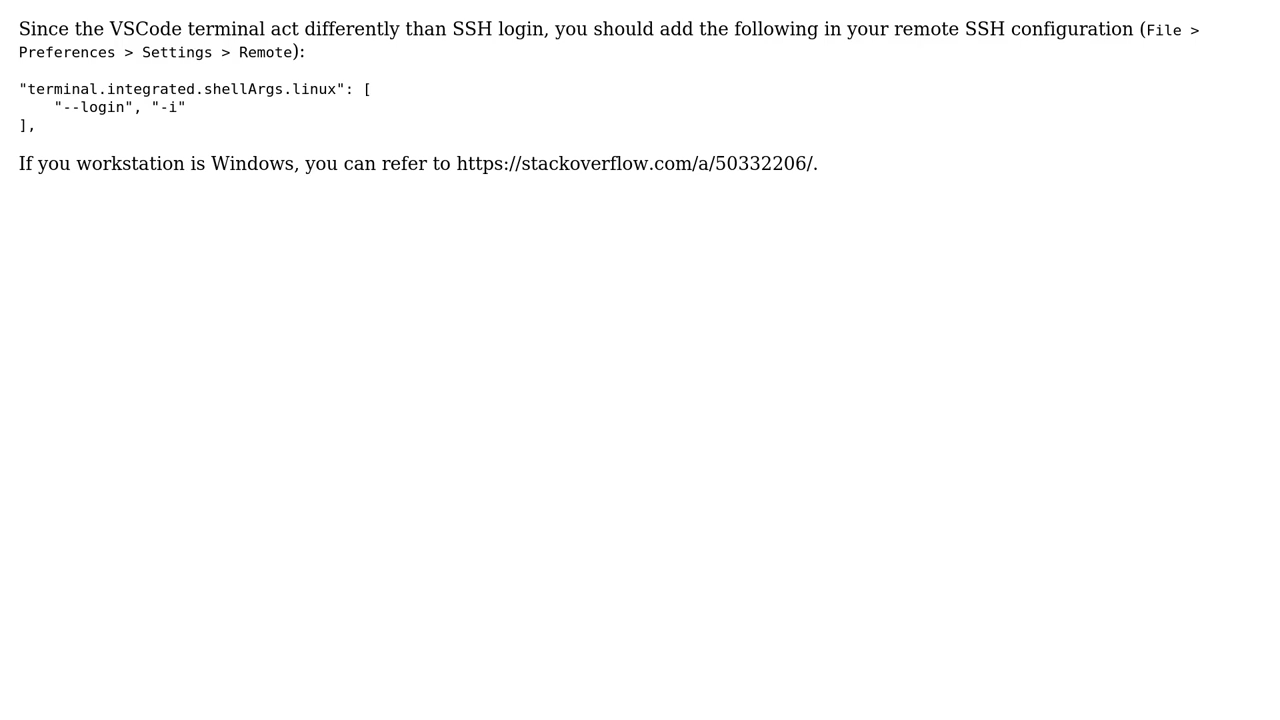 Since the VSCode terminal act differently than SSH login, you should add the following in your remote SSH configuration (File >
Preferences > Settings > Remote):
"terminal.integrated.shellArgs.linux": [
    "--login", "-i"
],
If you workstation is Windows, you can refer to https://stackoverflow.com/a/50332206/.